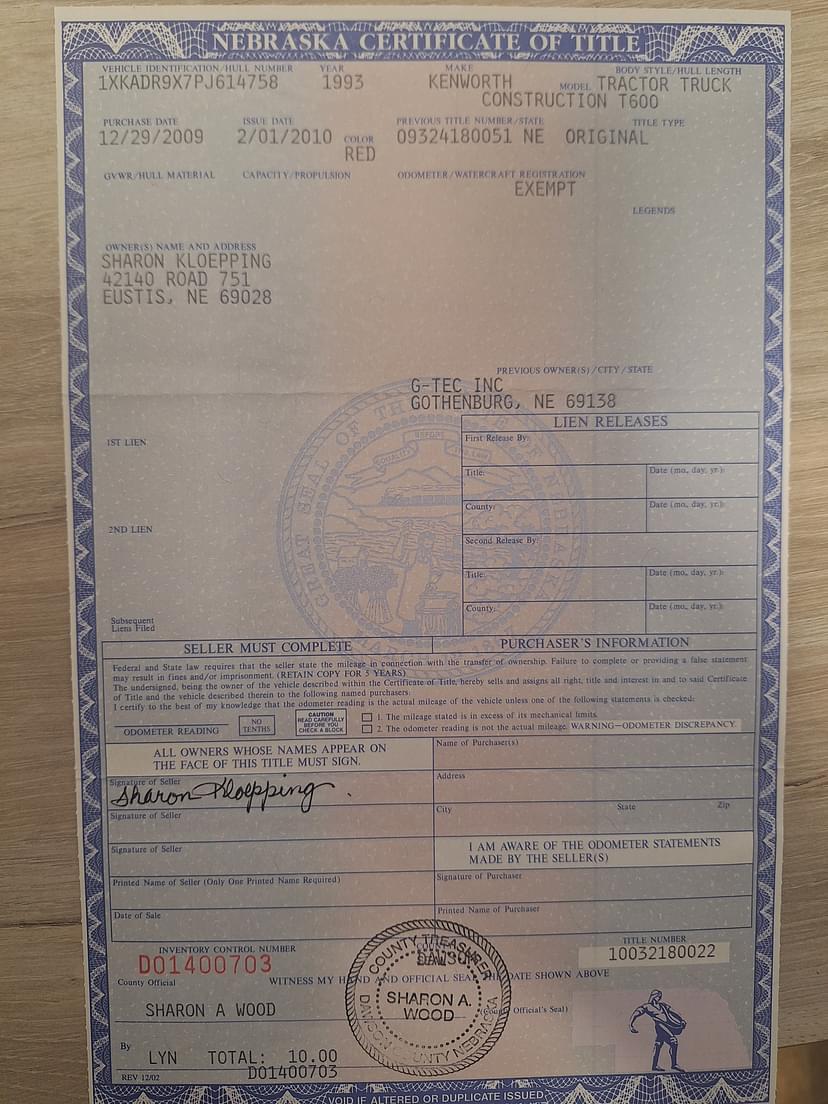 NEBRASKA CERTIFICATE OF TITLE
VEHICLE IDENTIFICATION/HULL NUMBER YEAR MAKE BODY STYLE/HULL LENGTH
1XKADR9X7PJ614758 1993 KENWORTH MODEL TRACTOR TRUCK
CONSTRUCTION T600
PURCHASE DATE ISSUE DATE PREVIOUS TITLE NUMBER/STATE TITLE TYPE
12/29/2009 2/01/2010 COLOR 09324180051 NE ORIGINAL
RED
GVWR/HULL MATERIAL CAPACITY/PROPULSION ODOMETER/WATERCRAFT REGISTRATION
EXEMPT
LEGENDS
OWNER(S) NAME AND ADDRESS
SHARON KLOEPPING
42140 ROAD 751
EUSTIS, NE 69028
PREVIOUS OWNER(S)/CITY/STATE
G-TEC INC
GOTHENBURG, NE 69138
GREAT SEAL OF THE STATE OF NEBRASKA
EQUALITY BEFORE THE LAW
1ST LIEN
2ND LIEN
Subsequent
Liens Filed
LIEN RELEASES
First Release By:
Title: Date (mo., day, yr.):
County: Date (mo., day, yr.):
Second Release By:
Title: Date (mo., day, yr.):
County: Date (mo., day, yr.):
SELLER MUST COMPLETE PURCHASER'S INFORMATION
Federal and State law requires that the seller state the mileage in connection with the transfer of ownership. Failure to complete or providing a false statement
may result in fines and/or imprisonment. (RETAIN COPY FOR 5 YEARS)
The undersigned, being the owner of the vehicle described within the Certificate of Title, hereby sells and assigns all right, title and interest in and to said Certificate
of Title and the vehicle described therein to the following named purchasers:
I certify to the best of my knowledge that the odometer reading is the actual mileage of the vehicle unless one of the following statements is checked:
ODOMETER READING
NO
TENTHS
CAUTION
READ CAREFULLY
BEFORE YOU
CHECK A BLOCK
1. The mileage stated is in excess of its mechanical limits.
2. The odometer reading is not the actual mileage. WARNING—ODOMETER DISCREPANCY.
ALL OWNERS WHOSE NAMES APPEAR ON
THE FACE OF THIS TITLE MUST SIGN.
Signature of Seller
Sharon Kloepping
Signature of Seller
Signature of Seller
Printed Name of Seller (Only One Printed Name Required)
Date of Sale
Name of Purchaser(s)
Address
City State Zip
I AM AWARE OF THE ODOMETER STATEMENTS
MADE BY THE SELLER(S)
Signature of Purchaser
Printed Name of Purchaser
INVENTORY CONTROL NUMBER
D01400703
TITLE NUMBER
10032180022
County Official WITNESS MY HAND AND OFFICIAL SEAL THE DATE SHOWN ABOVE
COUNTY TREASURER
SHARON A.
WOOD
DAWSON COUNTY NEBRASKA
SHARON A WOOD
Official's Seal)
By
LYN TOTAL: 10.00
D01400703
REV 12/02
VOID IF ALTERED OR DUPLICATE ISSUED